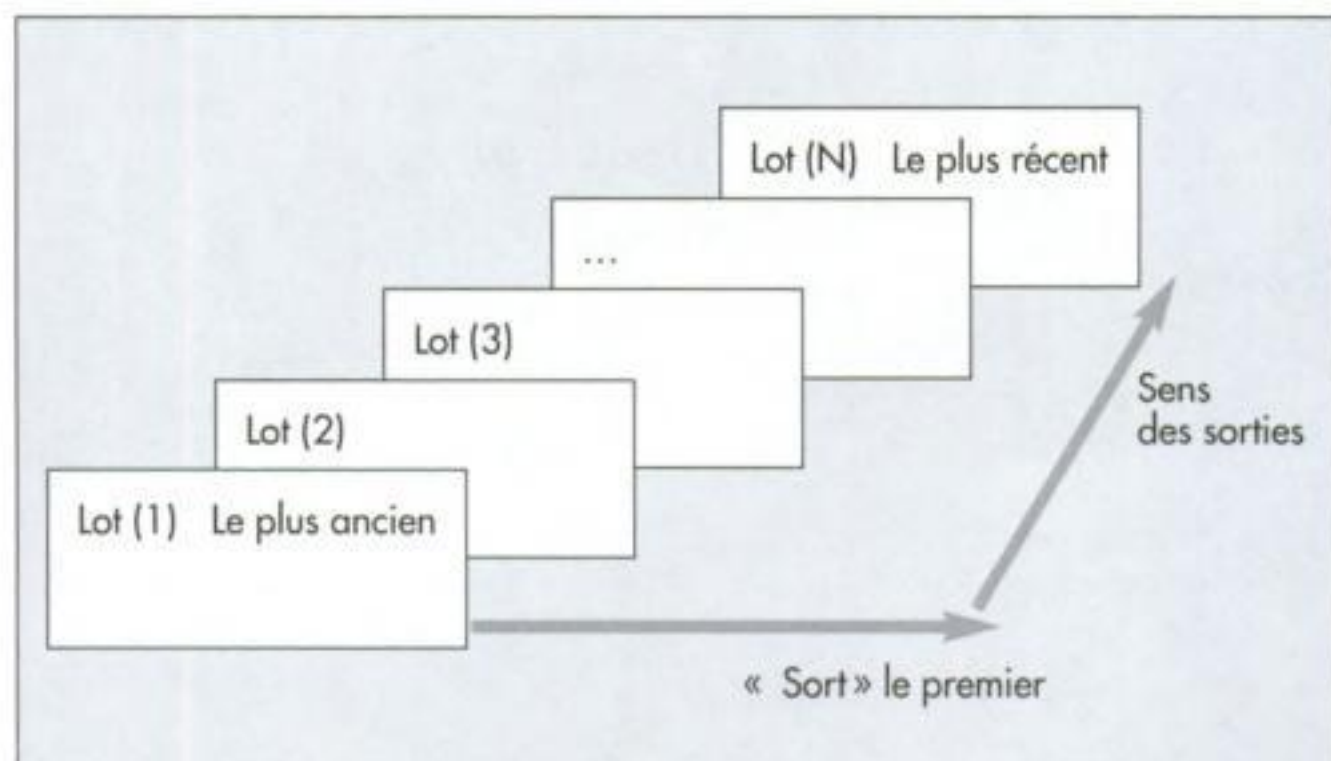 Lot (N) Le plus récent
...
Lot (3)
Lot (2)
Lot (1) Le plus ancien
Sens
des sorties
« Sort » le premier